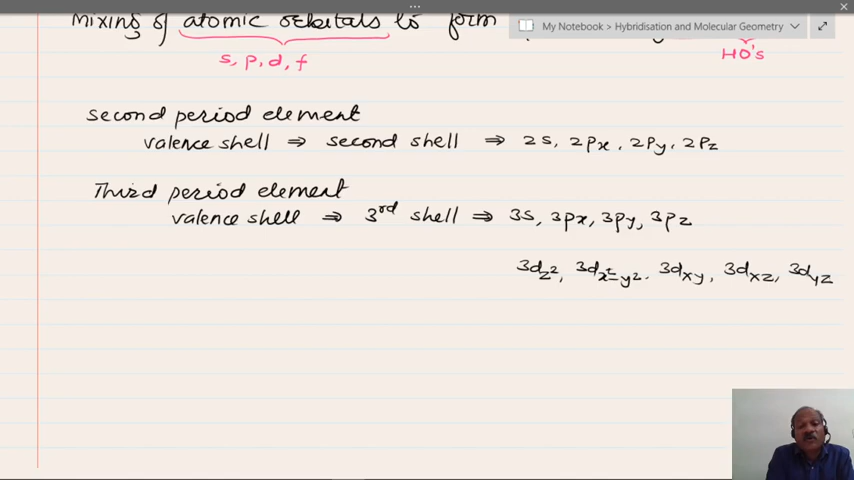 mixing of atomic orbitals to form
My Notebook > Hybridisation and Molecular Geometry
s, p, d, f
HO's
second period element
valence shell ⇒ second shell ⇒ 2s, 2px, 2py, 2pz
Third period element
valence shell ⇒ 3rd shell ⇒ 3s, 3px, 3py, 3pz
3dz², 3dx²-y², 3dxy, 3dxz, 3dyz